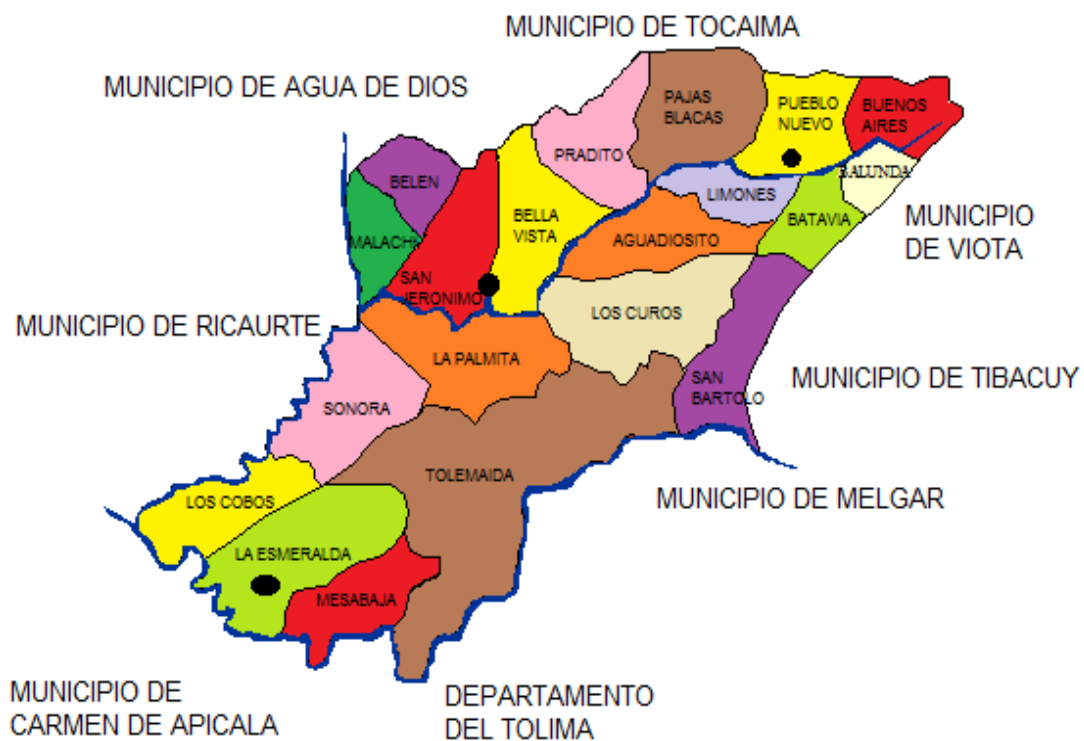 MUNICIPIO DE TOCAIMA
MUNICIPIO DE AGUA DE DIOS
PAJAS
BLACAS
PUEBLO
NUEVO
BUENOS
AIRES
PRADITO
BELEN
LIMONES
BELLA
VISTA
BATAVIA
MUNICIPIO
DE VIOTA
MALACHI
AGUADIOSITO
SAN
JERONIMO
LOS CUROS
MUNICIPIO DE RICAURTE
LA PALMITA
SAN
BARTOLO
MUNICIPIO DE TIBACUY
SONORA
TOLEMAIDA
LOS COBOS
MUNICIPIO DE MELGAR
LA ESMERALDA
MESABAJA
MUNICIPIO DE
CARMEN DE APICALA
DEPARTAMENTO
DEL TOLIMA